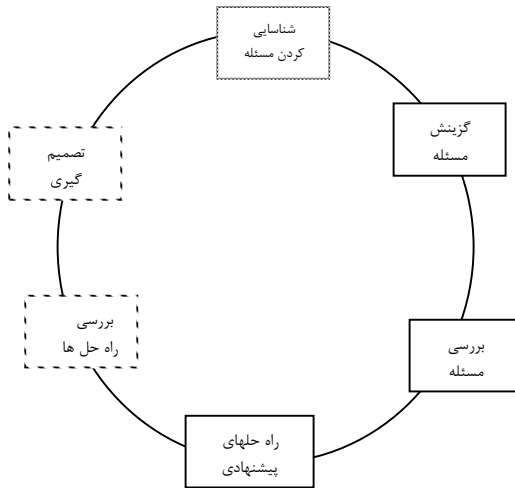 شناسایی
کردن مسئله
گزینش
مسئله
بررسی
مسئله
راه حلهای
پیشنهادی
بررسی
راه حل ها
تصمیم
گیری